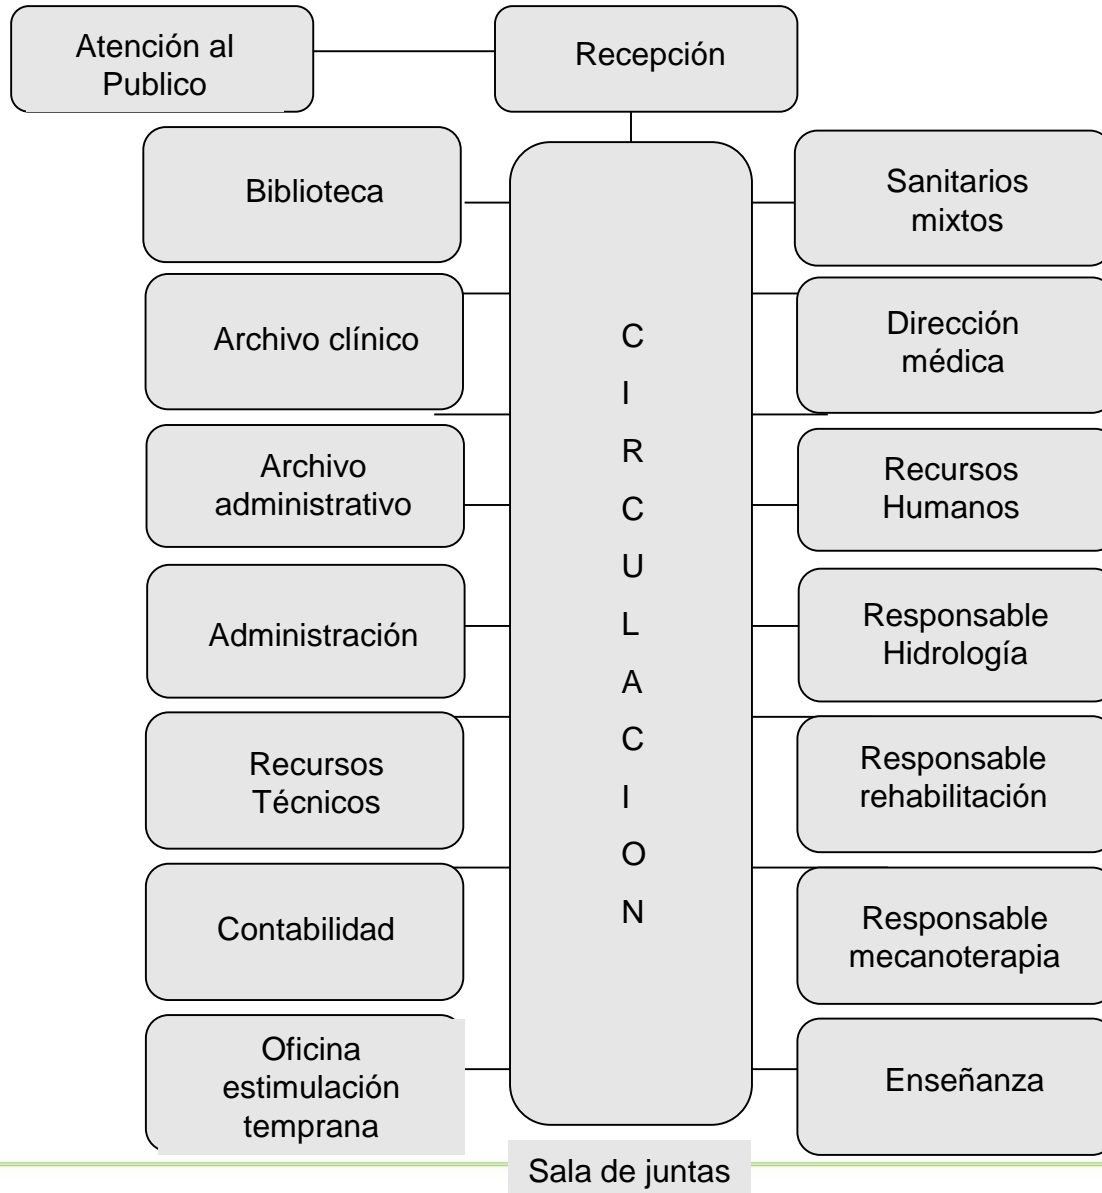 Atención al
Publico
Recepción
Biblioteca
Sanitarios
mixtos
Archivo clínico
Dirección
médica
Archivo
administrativo
Recursos
Humanos
Administración
Responsable
Hidrología
Recursos
Técnicos
Responsable
rehabilitación
Contabilidad
Responsable
mecanoterapia
Oficina
estimulación
temprana
Enseñanza
C
I
R
C
U
L
A
C
I
O
N
Sala de juntas